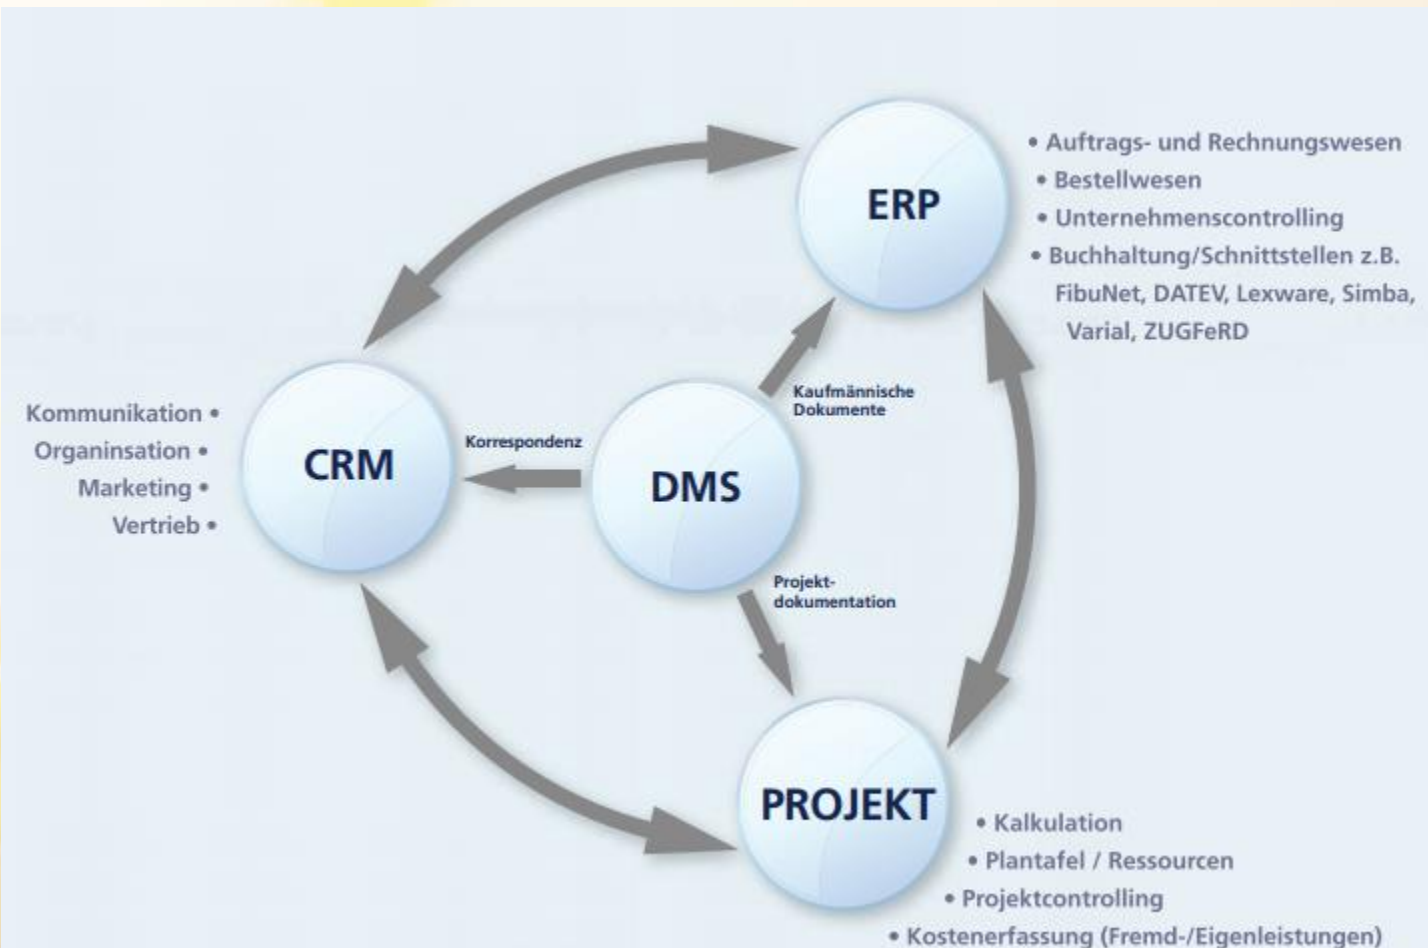 ERP
• Auftrags- und Rechnungswesen
• Bestellwesen
• Unternehmenscontrolling
• Buchhaltung/Schnittstellen z.B.
FibuNet, DATEV, Lexware, Simba,
Varial, ZUGFeRD
Kommunikation •
Organinsation •
Marketing •
Vertrieb •
CRM
Korrespondenz
DMS
Kaufmännische
Dokumente
Projekt-
dokumentation
PROJEKT
• Kalkulation
• Plantafel / Ressourcen
• Projektcontrolling
• Kostenerfassung (Fremd-/Eigenleistungen)